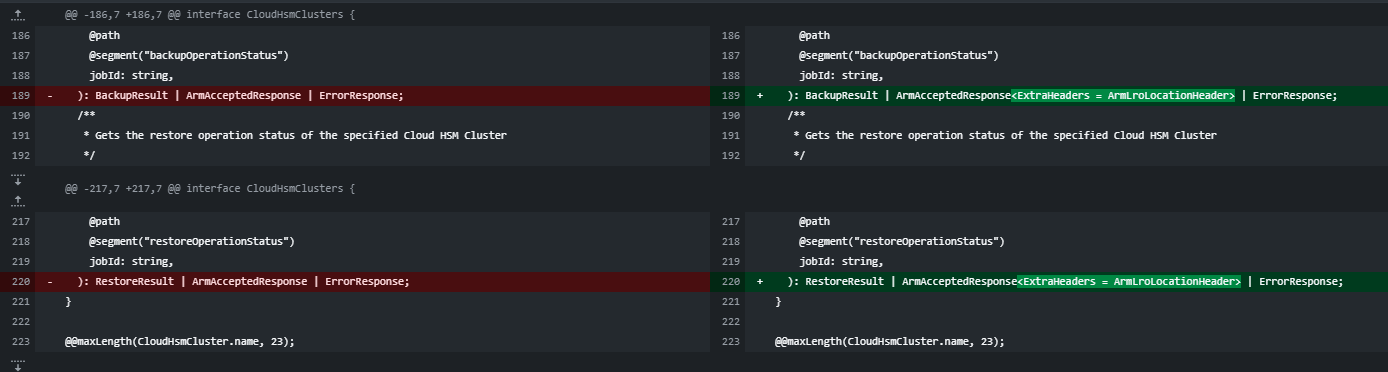 @@ -186,7 +186,7 @@ interface CloudHsmClusters {
186 @path 186 @path
187 @segment("backupOperationStatus") 187 @segment("backupOperationStatus")
188 jobId: string, 188 jobId: string,
189 - ): BackupResult | ArmAcceptedResponse | ErrorResponse; 189 + ): BackupResult | ArmAcceptedResponse<ExtraHeaders = ArmLroLocationHeader> | ErrorResponse;
190 /** 190 /**
191 * Gets the restore operation status of the specified Cloud HSM Cluster 191 * Gets the restore operation status of the specified Cloud HSM Cluster
192 */ 192 */
@@ -217,7 +217,7 @@ interface CloudHsmClusters {
217 @path 217 @path
218 @segment("restoreOperationStatus") 218 @segment("restoreOperationStatus")
219 jobId: string, 219 jobId: string,
220 - ): RestoreResult | ArmAcceptedResponse | ErrorResponse; 220 + ): RestoreResult | ArmAcceptedResponse<ExtraHeaders = ArmLroLocationHeader> | ErrorResponse;
221 } 221 }
222 222
223 @@maxLength(CloudHsmCluster.name, 23); 223 @@maxLength(CloudHsmCluster.name, 23);